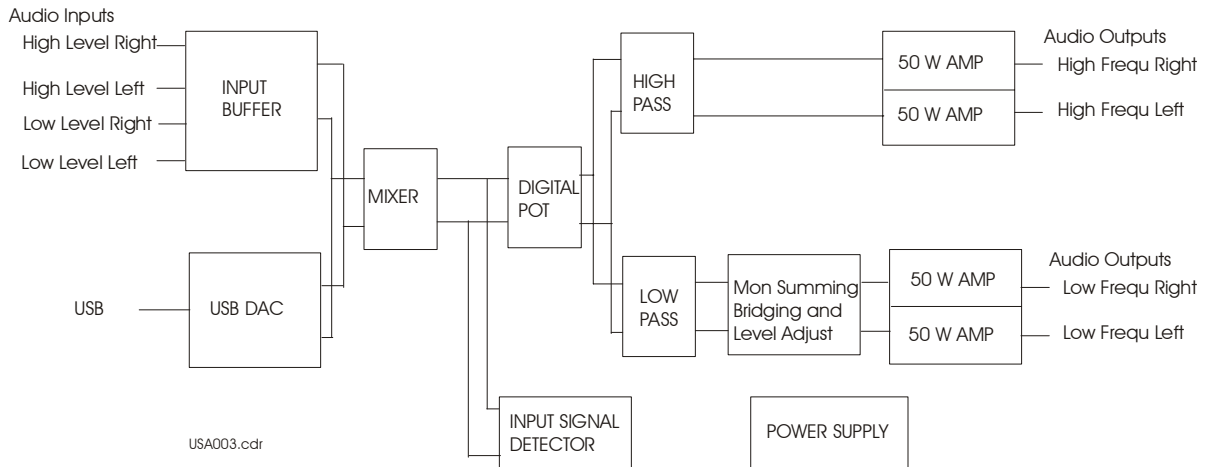 Audio Inputs
High Level Right
High Level Left
Low Level Right
Low Level Left
INPUT
BUFFER
USB
USB DAC
MIXER
DIGITAL
POT
HIGH
PASS
50 W AMP
50 W AMP
Audio Outputs
High Frequ Right
High Frequ Left
LOW
PASS
Mon Summing
Bridging and
Level Adjust
50 W AMP
50 W AMP
Audio Outputs
Low Frequ Right
Low Frequ Left
INPUT SIGNAL
DETECTOR
POWER SUPPLY
USA003.cdr